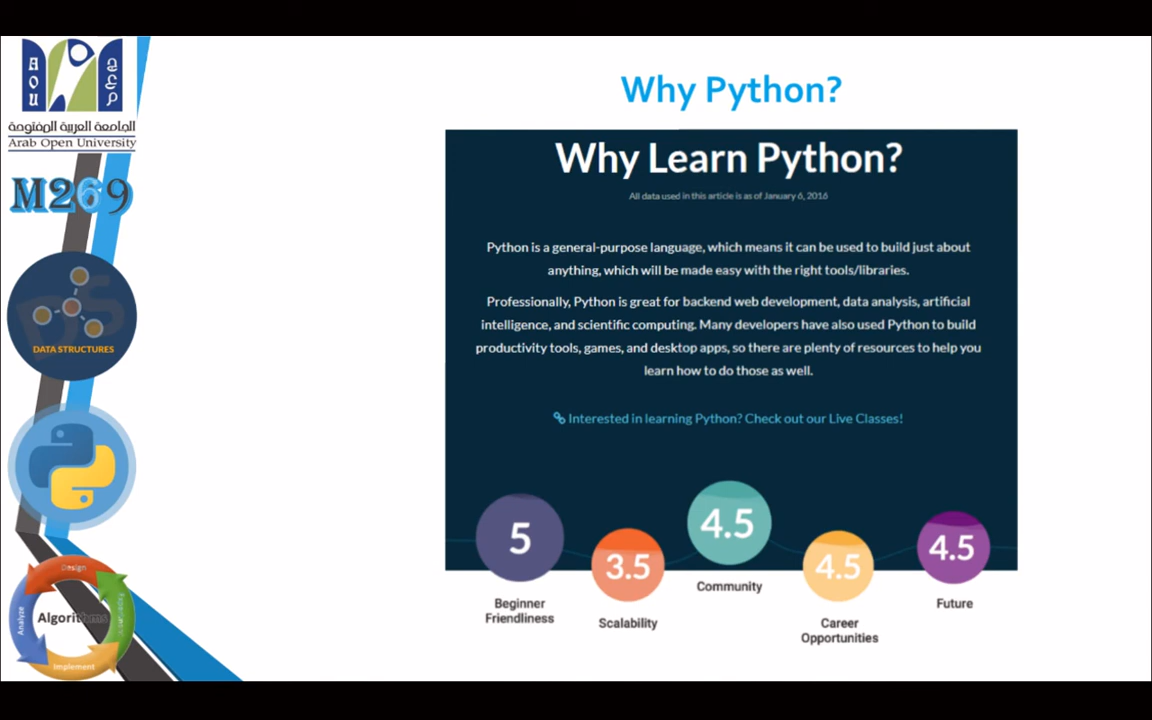 AOU
جامع
الجامعة العربية المفتوحة
Arab Open University
M269
DS
DATA STRUCTURES
Design
Analyze
Algorithms
Implement
Why Python?
Why Learn Python?
All data used in this article is as of January 6, 2016
Python is a general-purpose language, which means it can be used to build just about
anything, which will be made easy with the right tools/libraries.
Professionally, Python is great for backend web development, data analysis, artificial
intelligence, and scientific computing. Many developers have also used Python to build
productivity tools, games, and desktop apps, so there are plenty of resources to help you
learn how to do those as well.
Interested in learning Python? Check out our Live Classes!
5
Beginner
Friendliness
3.5
Scalability
4.5
Community
4.5
Career
Opportunities
4.5
Future